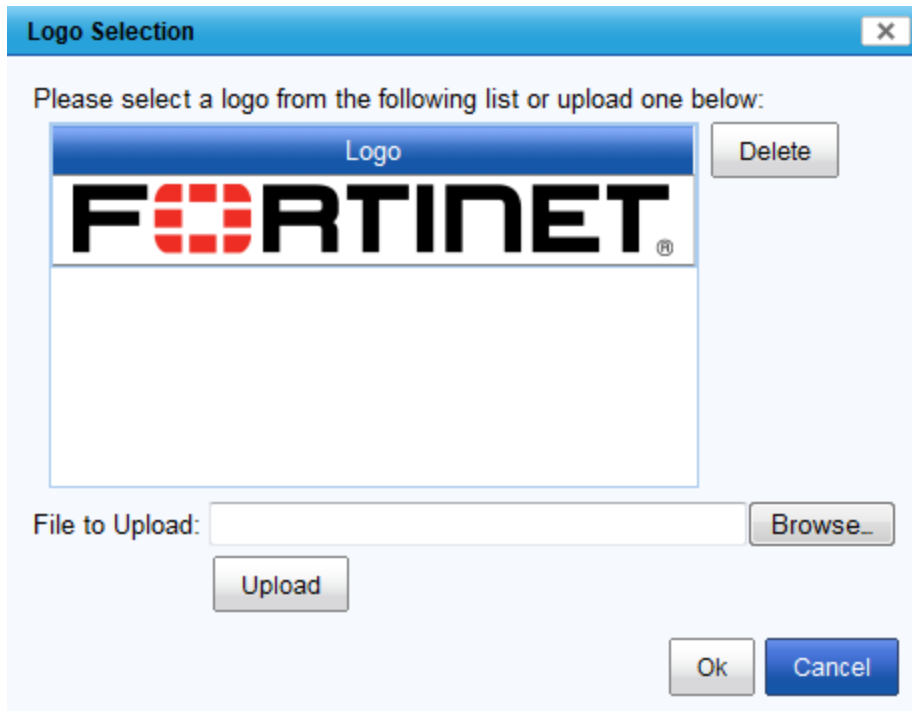 Logo Selection
Please select a logo from the following list or upload one below:
Logo
Delete
FORTINET®
File to Upload:
Browse...
Upload
Ok
Cancel